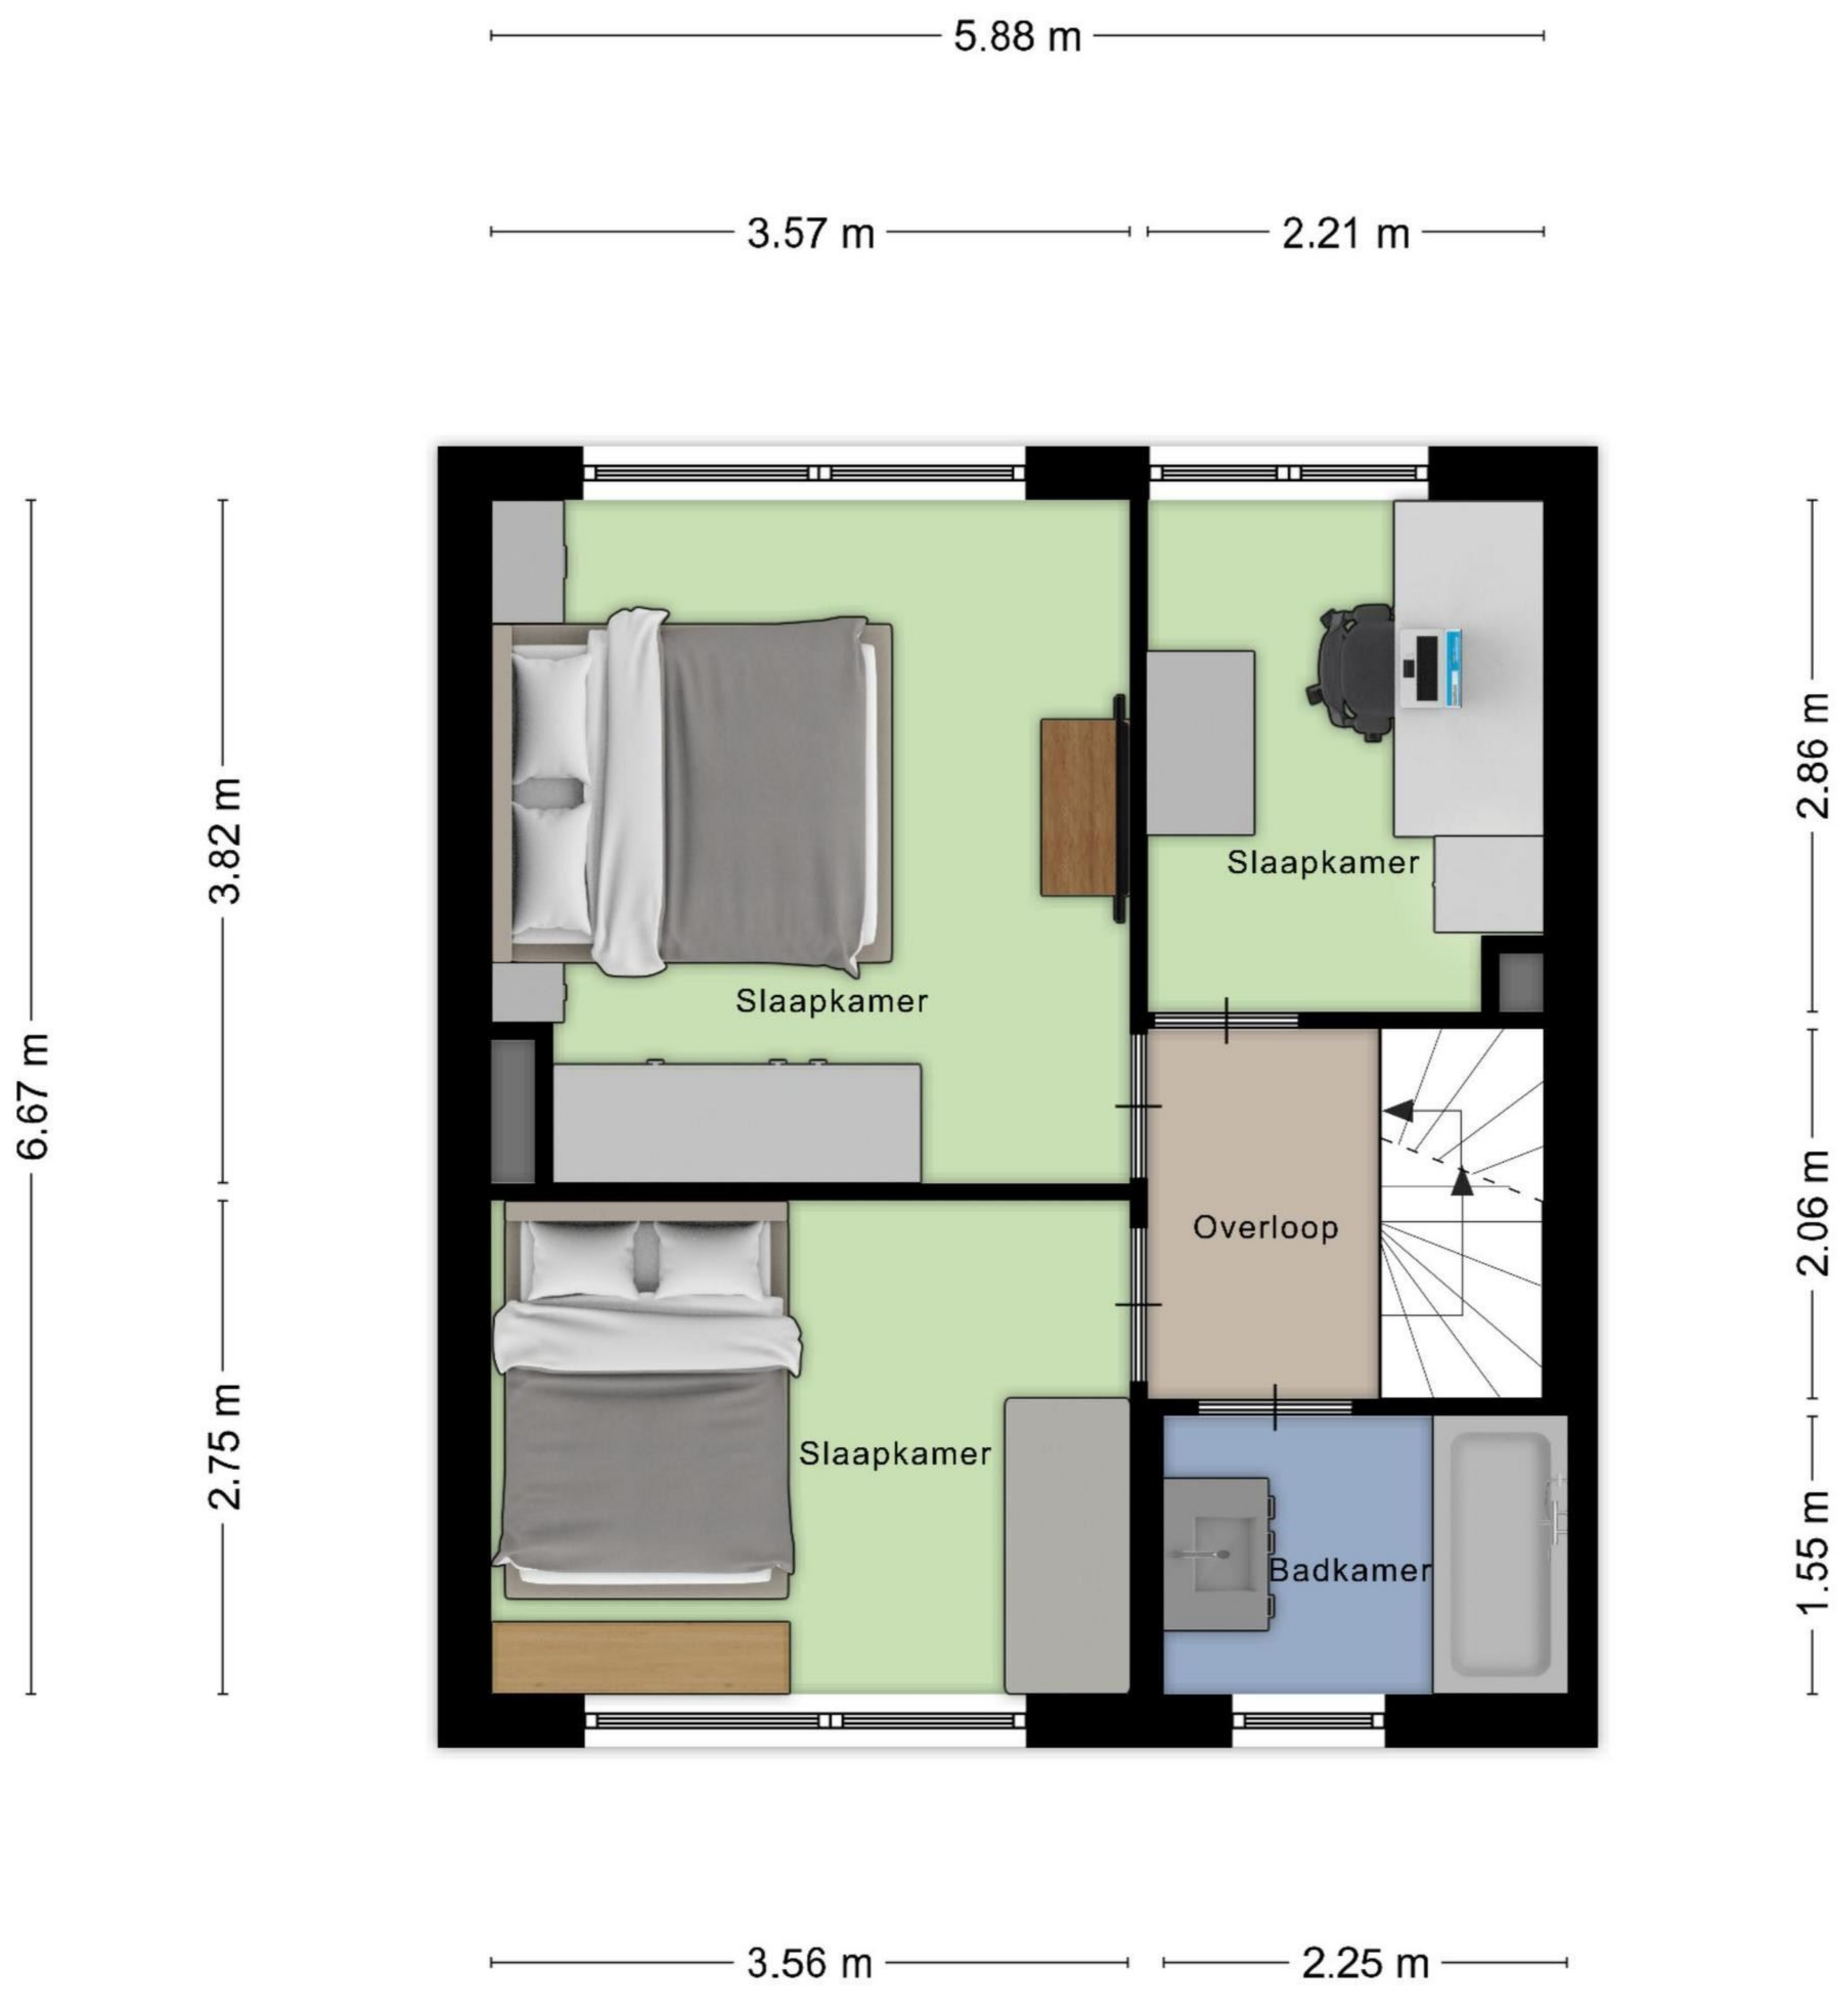 5.88 m
3.57 m
2.21 m
6.67 m
3.82 m
2.75 m
2.86 m
2.06 m
1.55 m
Slaapkamer
Slaapkamer
Overloop
Slaapkamer
Badkamer
3.56 m
2.25 m